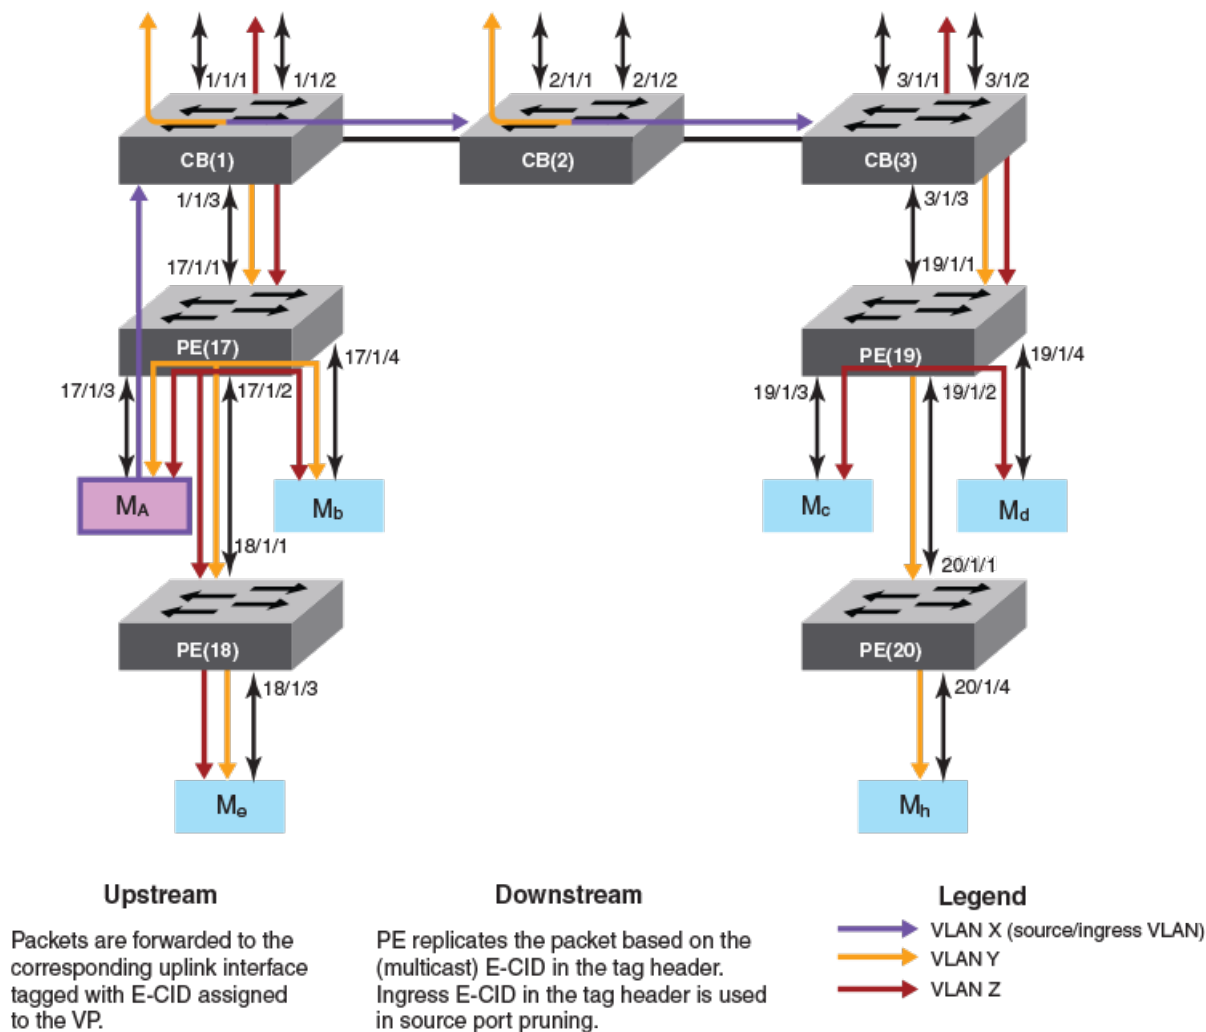 1/1/1
1/1/2
2/1/1
2/1/2
3/1/1
3/1/2
CB(1)
CB(2)
CB(3)
1/1/3
3/1/3
17/1/1
19/1/1
PE(17)
PE(19)
17/1/4
19/1/4
17/1/3
17/1/2
19/1/3
19/1/2
MA
Mb
Mc
Md
18/1/1
20/1/1
PE(18)
PE(20)
18/1/3
20/1/4
Me
Mh
Upstream
Packets are forwarded to the
corresponding uplink interface
tagged with E-CID assigned
to the VP.
Downstream
PE replicates the packet based on the
(multicast) E-CID in the tag header.
Ingress E-CID in the tag header is used
in source port pruning.
Legend
VLAN X (source/ingress VLAN)
VLAN Y
VLAN Z